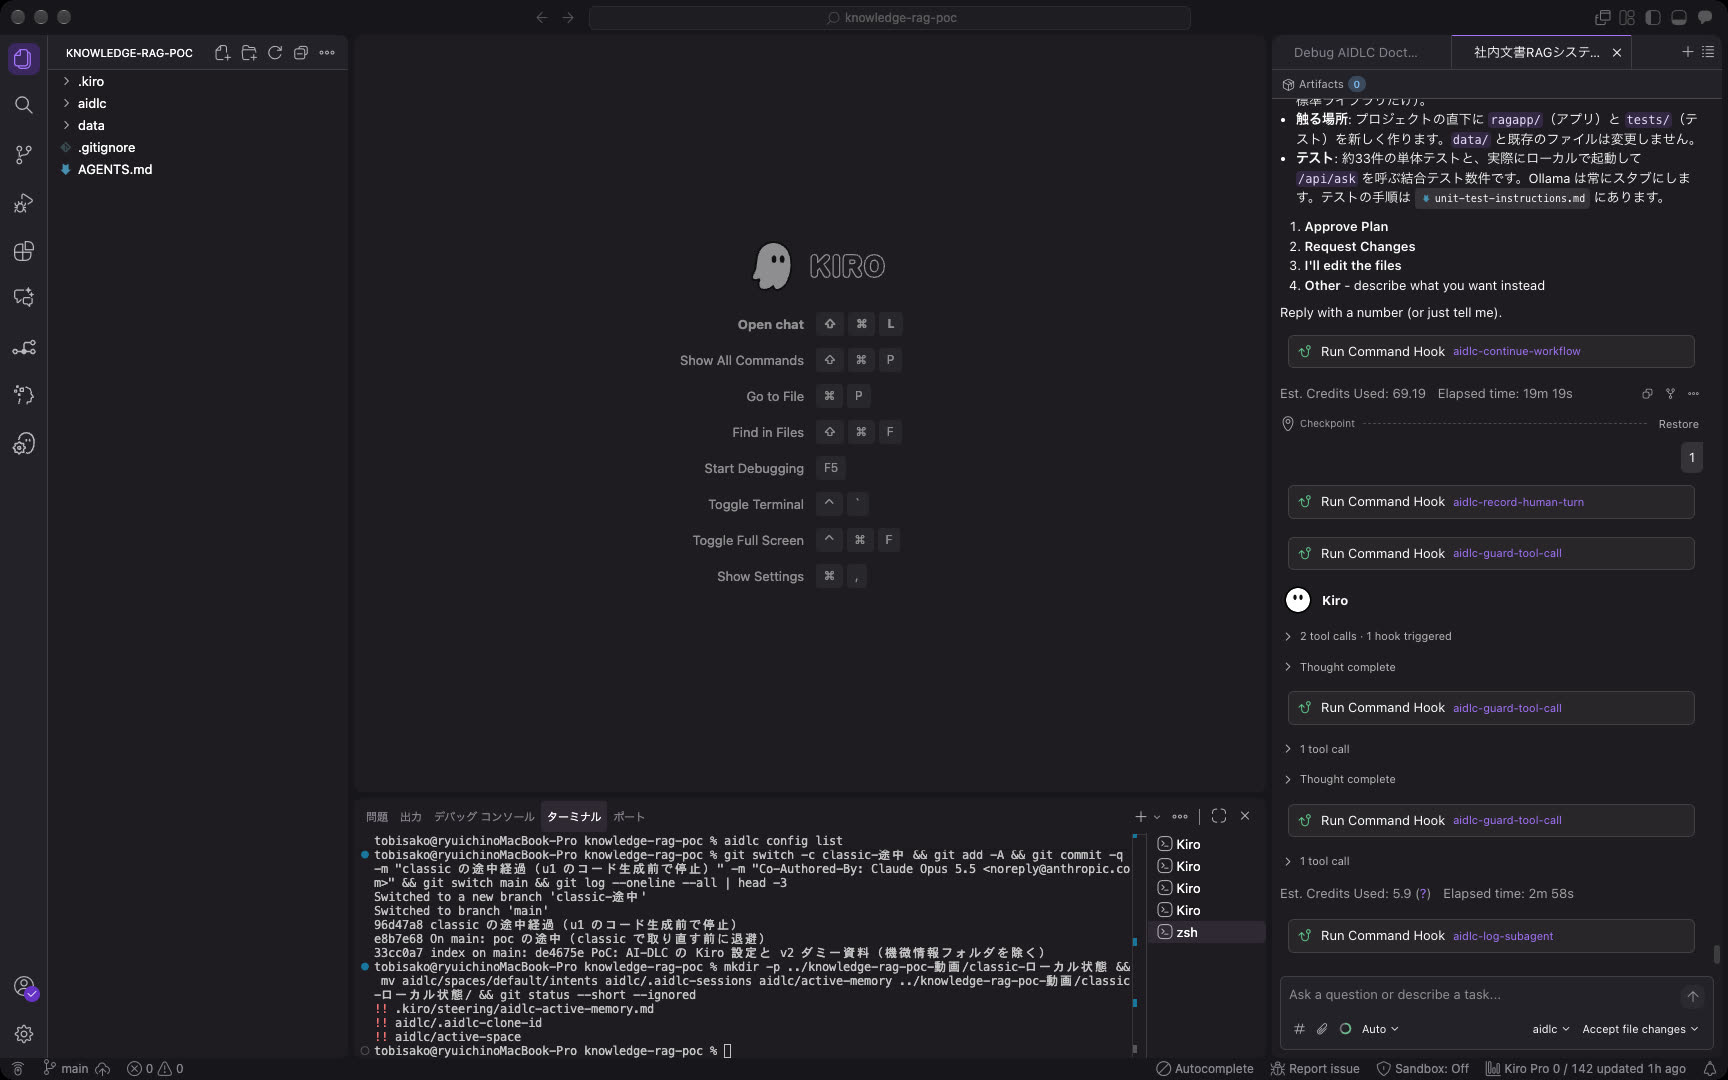 knowledge-rag-poc
KNOWLEDGE-RAG-POC
.kiro
aidlc
data
.gitignore
AGENTS.md
KIRO
Open chat ⇧ ⌘ L
Show All Commands ⇧ ⌘ P
Go to File ⌘ P
Find in Files ⇧ ⌘ F
Start Debugging F5
Toggle Terminal ^ `
Toggle Full Screen ^ ⌘ F
Show Settings ⌘ ,
問題 出力 デバッグ コンソール ターミナル ポート
tobisako@ryuichinoMacBook-Pro knowledge-rag-poc % aidlc config list
tobisako@ryuichinoMacBook-Pro knowledge-rag-poc % git switch -c classic-途中 && git add -A && git commit -q
-m "classic の途中経過（u1 のコード生成前で停止）" -m "Co-Authored-By: Claude Opus 5.5 <noreply@anthropic.co
m>" && git switch main && git log --oneline --all | head -3
Switched to a new branch 'classic-途中'
Switched to branch 'main'
96d47a8 classic の途中経過（u1 のコード生成前で停止）
e8b7e68 On main: poc の途中（classic で取り直す前に退避）
33cc0a7 index on main: de4675e PoC: AI-DLC の Kiro 設定と v2 ダミー資料（機微情報フォルダを除く）
tobisako@ryuichinoMacBook-Pro knowledge-rag-poc % mkdir -p ../knowledge-rag-poc-動画/classic-ローカル状態 &&
mv aidlc/spaces/default/intents aidlc/.aidlc-sessions aidlc/active-memory ../knowledge-rag-poc-動画/classic
-ローカル状態/ && git status --short --ignored
!! .kiro/steering/aidlc-active-memory.md
!! aidlc/.aidlc-clone-id
!! aidlc/active-space
tobisako@ryuichinoMacBook-Pro knowledge-rag-poc %
Kiro
Kiro
Kiro
Kiro
zsh
Debug AIDLC Doct... 社内文書RAGシステ...
Artifacts 0
標準ライブラリだけ）。
• 触る場所: プロジェクトの直下に ragapp/（アプリ）と tests/（テ
スト）を新しく作ります。data/ と既存のファイルは変更しません。
• テスト: 約33件の単体テストと、実際にローカルで起動して
/api/ask を呼ぶ結合テスト数件です。Ollama は常にスタブにしま
す。テストの手順は unit-test-instructions.md にあります。
1. Approve Plan
2. Request Changes
3. I'll edit the files
4. Other - describe what you want instead
Reply with a number (or just tell me).
Run Command Hook aidlc-continue-workflow
Est. Credits Used: 69.19 Elapsed time: 19m 19s
Checkpoint Restore
1
Run Command Hook aidlc-record-human-turn
Run Command Hook aidlc-guard-tool-call
Kiro
2 tool calls · 1 hook triggered
Thought complete
Run Command Hook aidlc-guard-tool-call
1 tool call
Thought complete
Run Command Hook aidlc-guard-tool-call
1 tool call
Est. Credits Used: 5.9 (?) Elapsed time: 2m 58s
Run Command Hook aidlc-log-subagent
Ask a question or describe a task...
# Auto aidlc Accept file changes
main 0 0 Autocomplete Report issue Sandbox: Off Kiro Pro 0 / 142 updated 1h ago